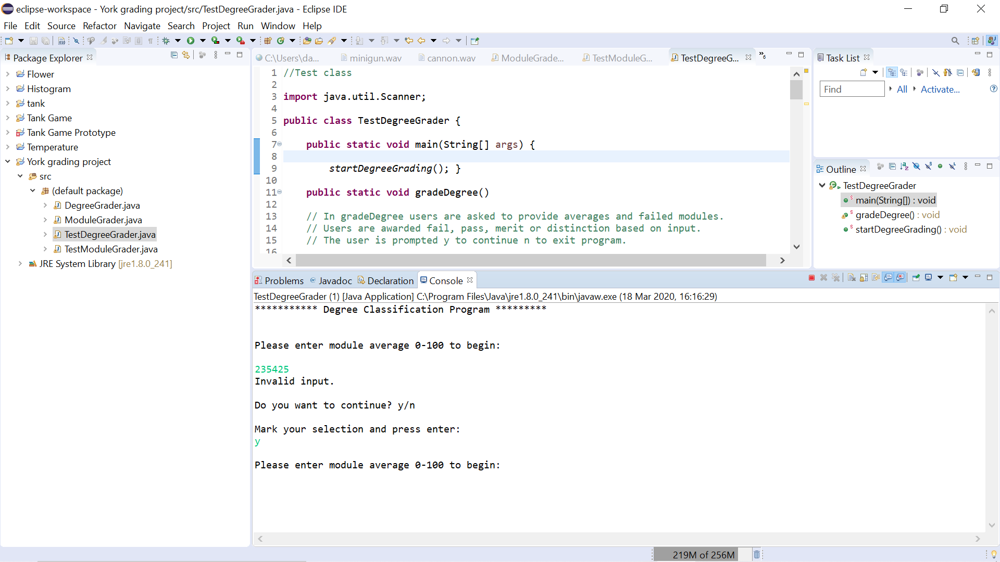 eclipse-workspace - York grading project/src/TestDegreeGrader.java - Eclipse IDE
File Edit Source Refactor Navigate Search Project Run Window Help
Package Explorer
Flower
Histogram
tank
Tank Game
Tank Game Prototype
Temperature
York grading project
src
(default package)
DegreeGrader.java
ModuleGrader.java
TestDegreeGrader.java
TestModuleGrader.java
JRE System Library [jre1.8.0_241]
C:\Users\da... minigun.wav cannon.wav ModuleGrade... TestModuleG... TestDegreeG... »6
1 //Test class
2
3 import java.util.Scanner;
4
5 public class TestDegreeGrader {
6
7 public static void main(String[] args) {
8
9 startDegreeGrading(); }
10
11 public static void gradeDegree()
12
13 // In gradeDegree users are asked to provide averages and failed modules.
14 // Users are awarded fail, pass, merit or distinction based on input.
15 // The user is prompted y to continue n to exit program.
16
Task List
Find All Activate...
Outline
TestDegreeGrader
main(String[]) : void
gradeDegree() : void
startDegreeGrading() : void
Problems @ Javadoc Declaration Console
TestDegreeGrader (1) [Java Application] C:\Program Files\Java\jre1.8.0_241\bin\javaw.exe (18 Mar 2020, 16:16:29)
*********** Degree Classification Program *********
Please enter module average 0-100 to begin:
235425
Invalid input.
Do you want to continue? y/n
Mark your selection and press enter:
y
Please enter module average 0-100 to begin:
219M of 256M